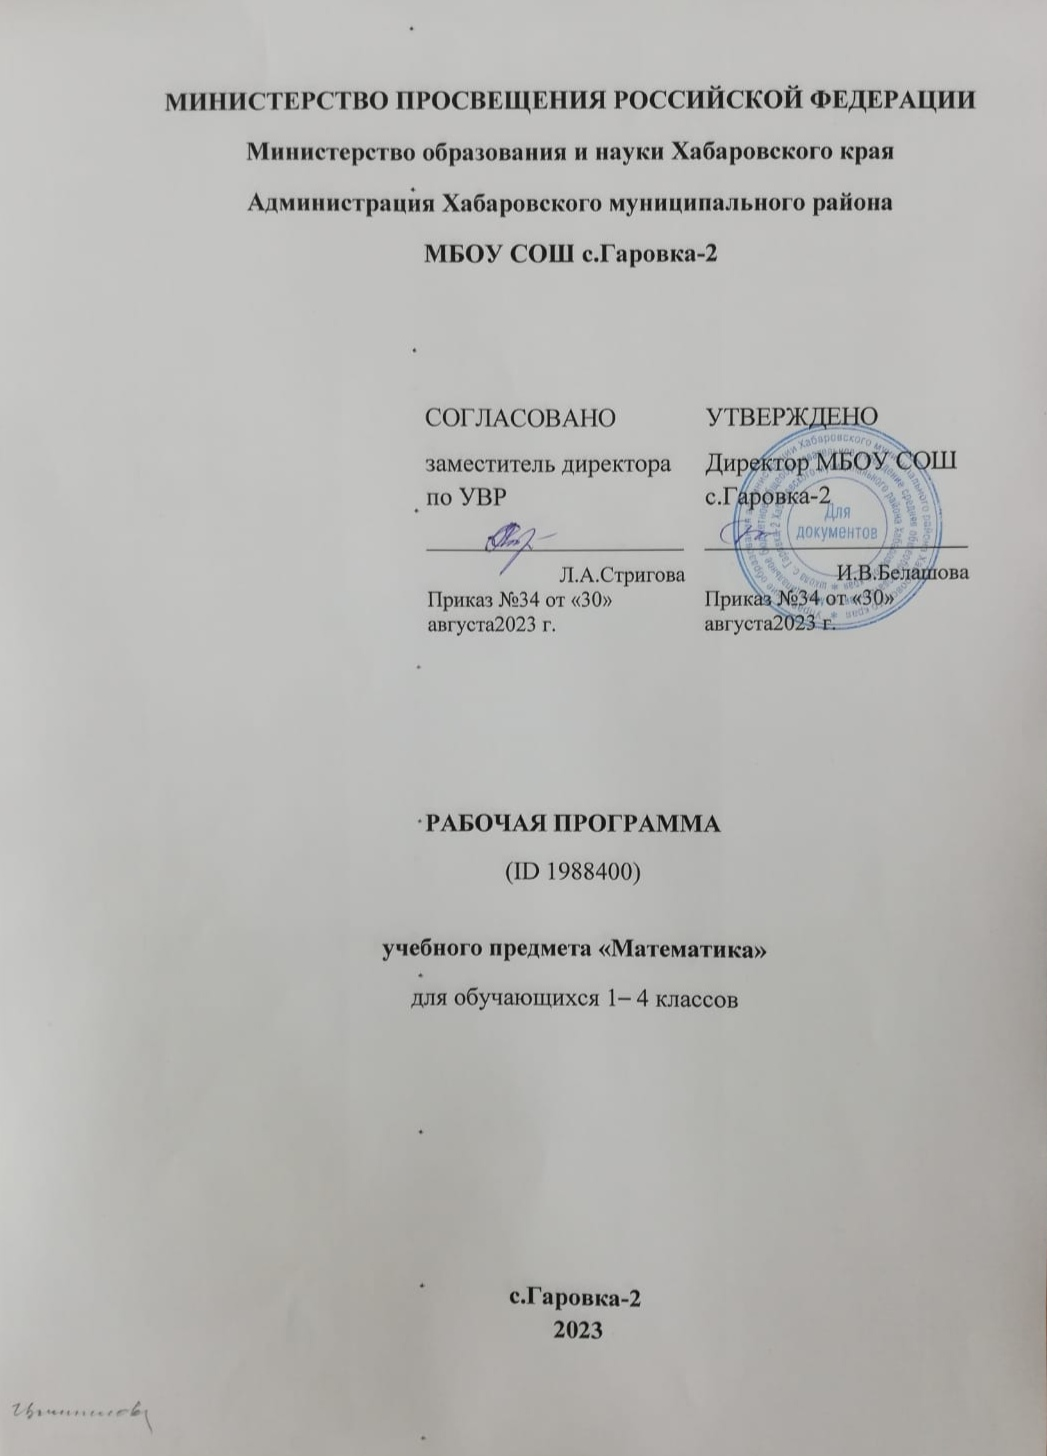 МИНИСТЕРСТВО ПРОСВЕЩЕНИЯ РОССИЙСКОЙ ФЕДЕРАЦИИ
Министерство образования и науки Хабаровского края
Администрация Хабаровского муниципального района
МБОУ СОШ с.Гаровка-2
СОГЛАСОВАНО
заместитель директора
по УВР
Л.А.Стригова
Приказ №34 от «30»
августа2023 г.
УТВЕРЖДЕНО
Директор МБОУ СОШ
с.Гаровка-2
Для
документов
И.В.Белашова
Приказ №34 от «30»
августа2023 г.
РАБОЧАЯ ПРОГРАММА
(ID 1988400)
учебного предмета «Математика»
для обучающихся 1– 4 классов
с.Гаровка-2
2023